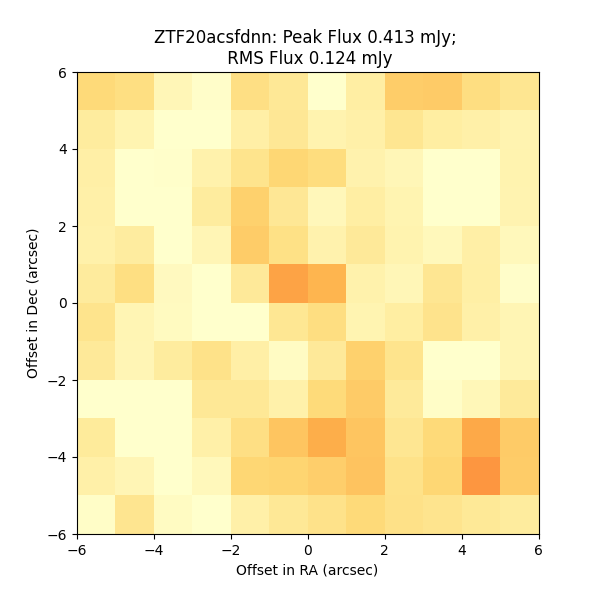 ZTF20acsfdnn: Peak Flux 0.413 mJy;
RMS Flux 0.124 mJy
6
4
2
0
−2
−4
−6
Offset in Dec (arcsec)
−6 −4 −2 0 2 4 6
Offset in RA (arcsec)